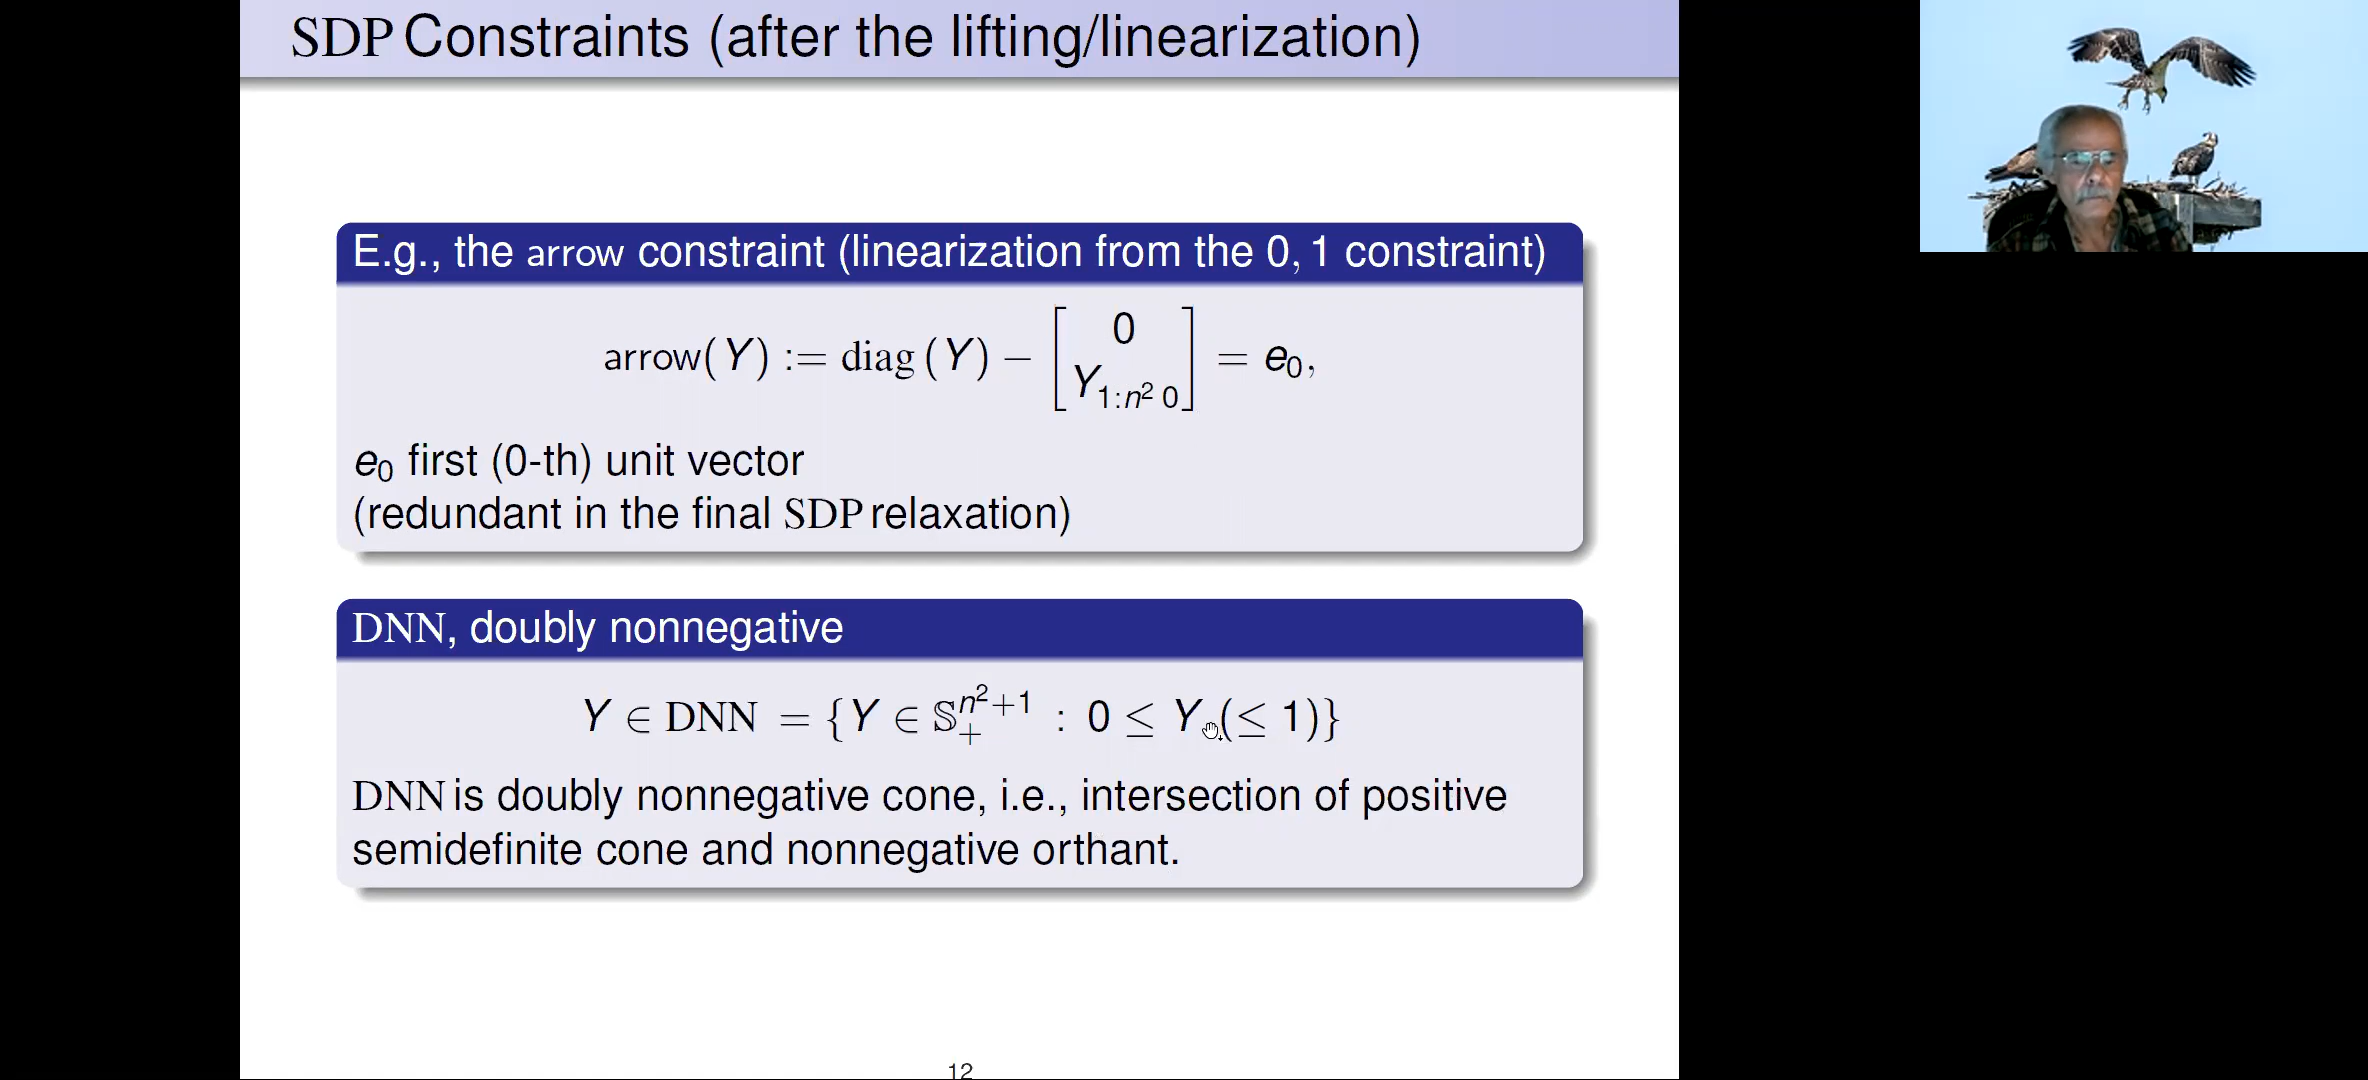 SDP Constraints (after the lifting/linearization)
E.g., the arrow constraint (linearization from the 0, 1 constraint)
arrow(Y) := diag (Y) − [ 0 ; Y_{1:n² 0} ] = e₀,
e₀ first (0-th) unit vector
(redundant in the final SDP relaxation)
DNN, doubly nonnegative
Y ∈ DNN = {Y ∈ 𝕊₊^{n²+1} : 0 ≤ Y (≤ 1)}
DNN is doubly nonnegative cone, i.e., intersection of positive
semidefinite cone and nonnegative orthant.
12